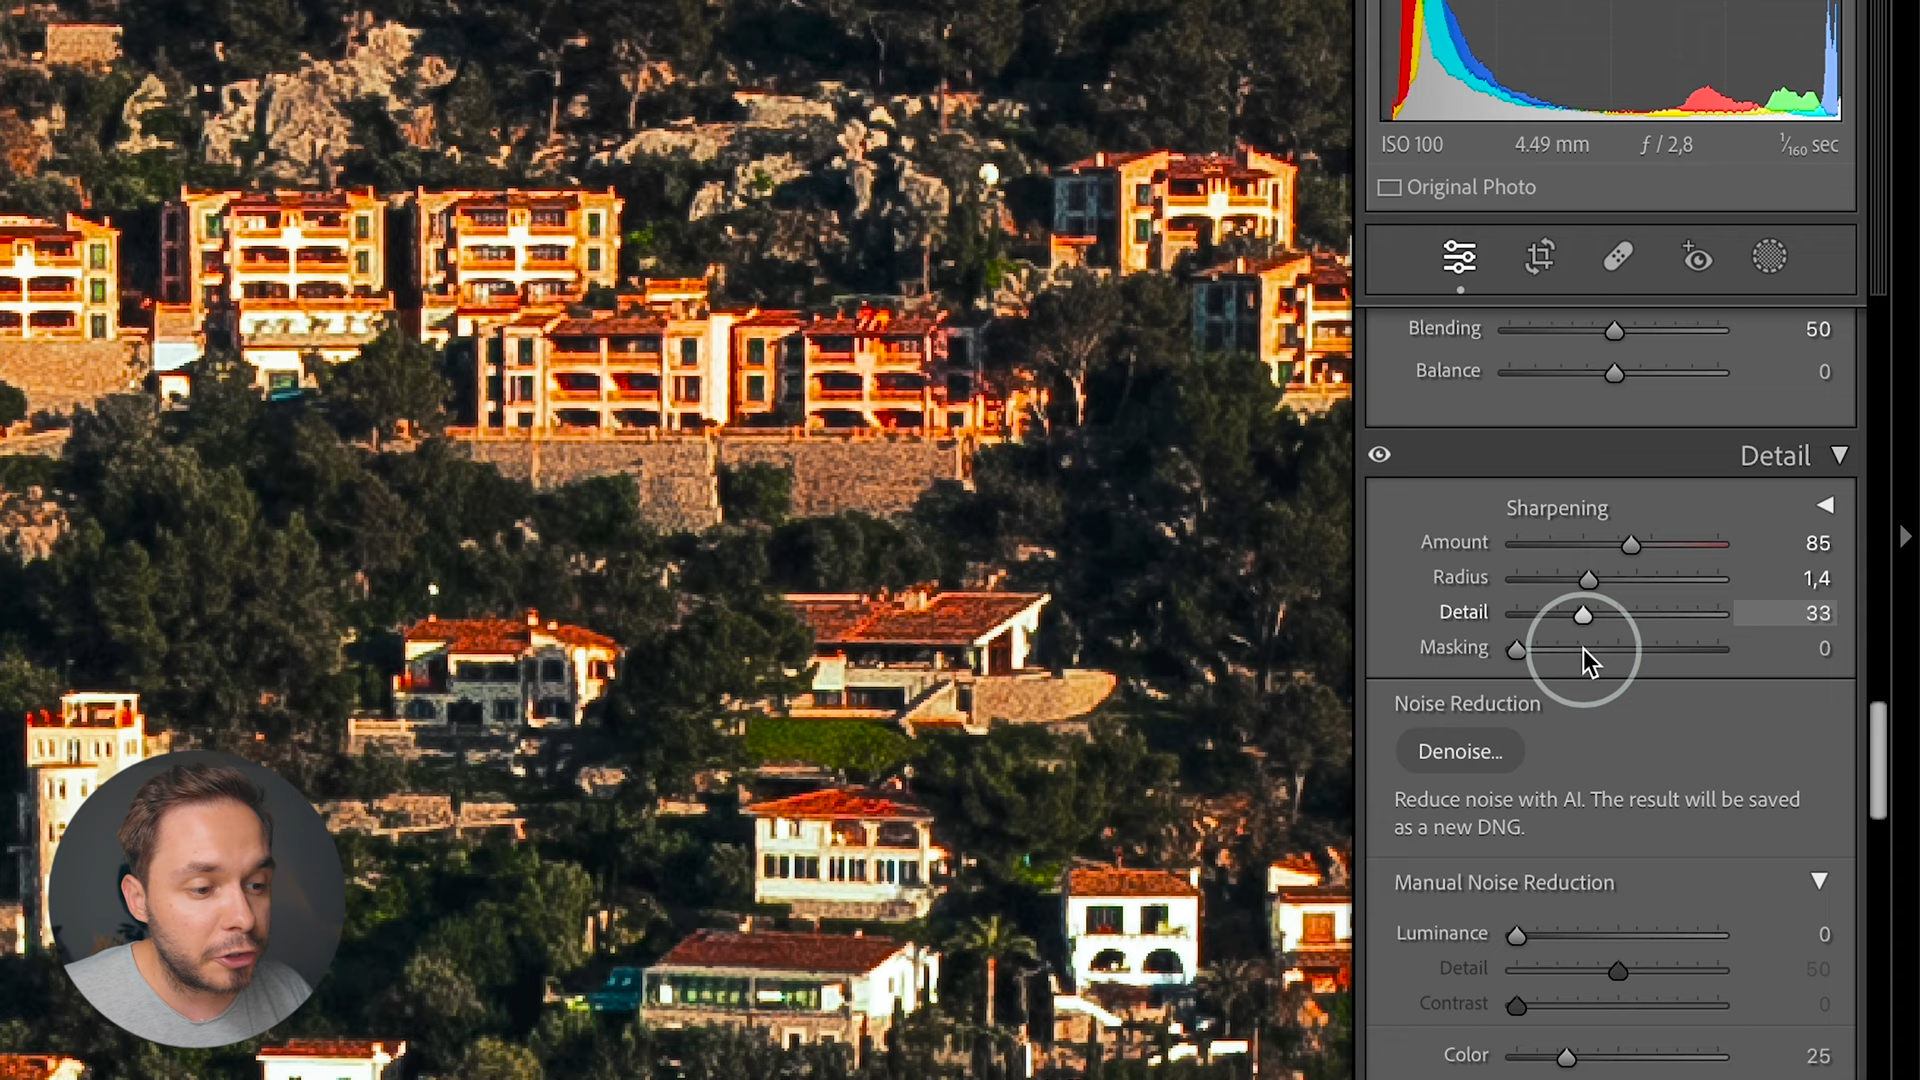 ISO 100 4.49 mm ƒ / 2,8 1/160 sec
Original Photo
Blending 50
Balance 0
Detail
Sharpening
Amount 85
Radius 1,4
Detail 33
Masking 0
Noise Reduction
Denoise...
Reduce noise with AI. The result will be saved
as a new DNG.
Manual Noise Reduction
Luminance 0
Detail 50
Contrast 0
Color 25